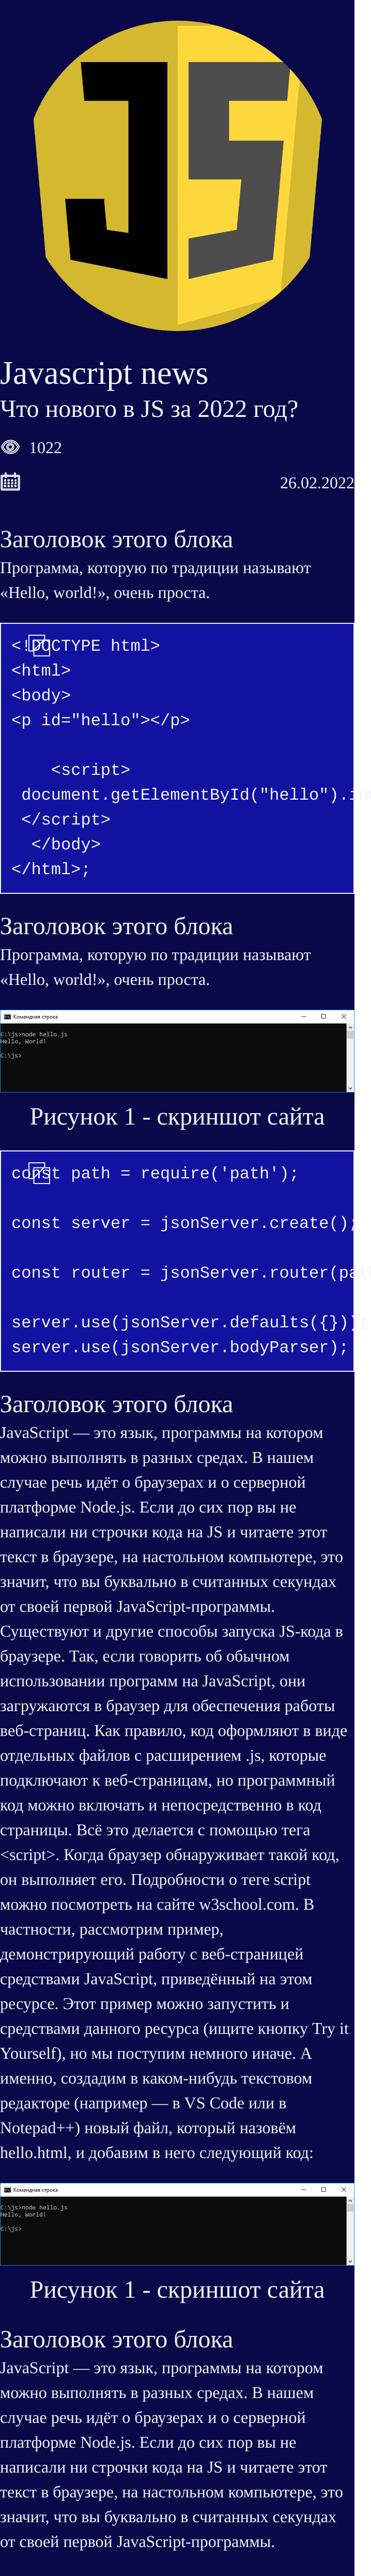 JS
Javascript news
Что нового в JS за 2022 год?
1022
26.02.2022
Заголовок этого блока
Программа, которую по традиции называют
«Hello, world!», очень проста.
<!DOCTYPE html>
<html>
<body>
<p id="hello"></p>
<script>
document.getElementById("hello").in
</script>
</body>
</html>;
Заголовок этого блока
Программа, которую по традиции называют
«Hello, world!», очень проста.
Командная строка
C:\js>node hello.js
Hello, World!
C:\js>
Рисунок 1 - скриншот сайта
const path = require('path');
const server = jsonServer.create();
const router = jsonServer.router(pat
server.use(jsonServer.defaults({}));
server.use(jsonServer.bodyParser);
Заголовок этого блока
JavaScript — это язык, программы на котором
можно выполнять в разных средах. В нашем
случае речь идёт о браузерах и о серверной
платформе Node.js. Если до сих пор вы не
написали ни строчки кода на JS и читаете этот
текст в браузере, на настольном компьютере, это
значит, что вы буквально в считанных секундах
от своей первой JavaScript-программы.
Существуют и другие способы запуска JS-кода в
браузере. Так, если говорить об обычном
использовании программ на JavaScript, они
загружаются в браузер для обеспечения работы
веб-страниц. Как правило, код оформляют в виде
отдельных файлов с расширением .js, которые
подключают к веб-страницам, но программный
код можно включать и непосредственно в код
страницы. Всё это делается с помощью тега
<script>. Когда браузер обнаруживает такой код,
он выполняет его. Подробности о теге script
можно посмотреть на сайте w3school.com. В
частности, рассмотрим пример,
демонстрирующий работу с веб-страницей
средствами JavaScript, приведённый на этом
ресурсе. Этот пример можно запустить и
средствами данного ресурса (ищите кнопку Try it
Yourself), но мы поступим немного иначе. А
именно, создадим в каком-нибудь текстовом
редакторе (например — в VS Code или в
Notepad++) новый файл, который назовём
hello.html, и добавим в него следующий код:
Командная строка
C:\js>node hello.js
Hello, World!
C:\js>
Рисунок 1 - скриншот сайта
Заголовок этого блока
JavaScript — это язык, программы на котором
можно выполнять в разных средах. В нашем
случае речь идёт о браузерах и о серверной
платформе Node.js. Если до сих пор вы не
написали ни строчки кода на JS и читаете этот
текст в браузере, на настольном компьютере, это
значит, что вы буквально в считанных секундах
от своей первой JavaScript-программы.